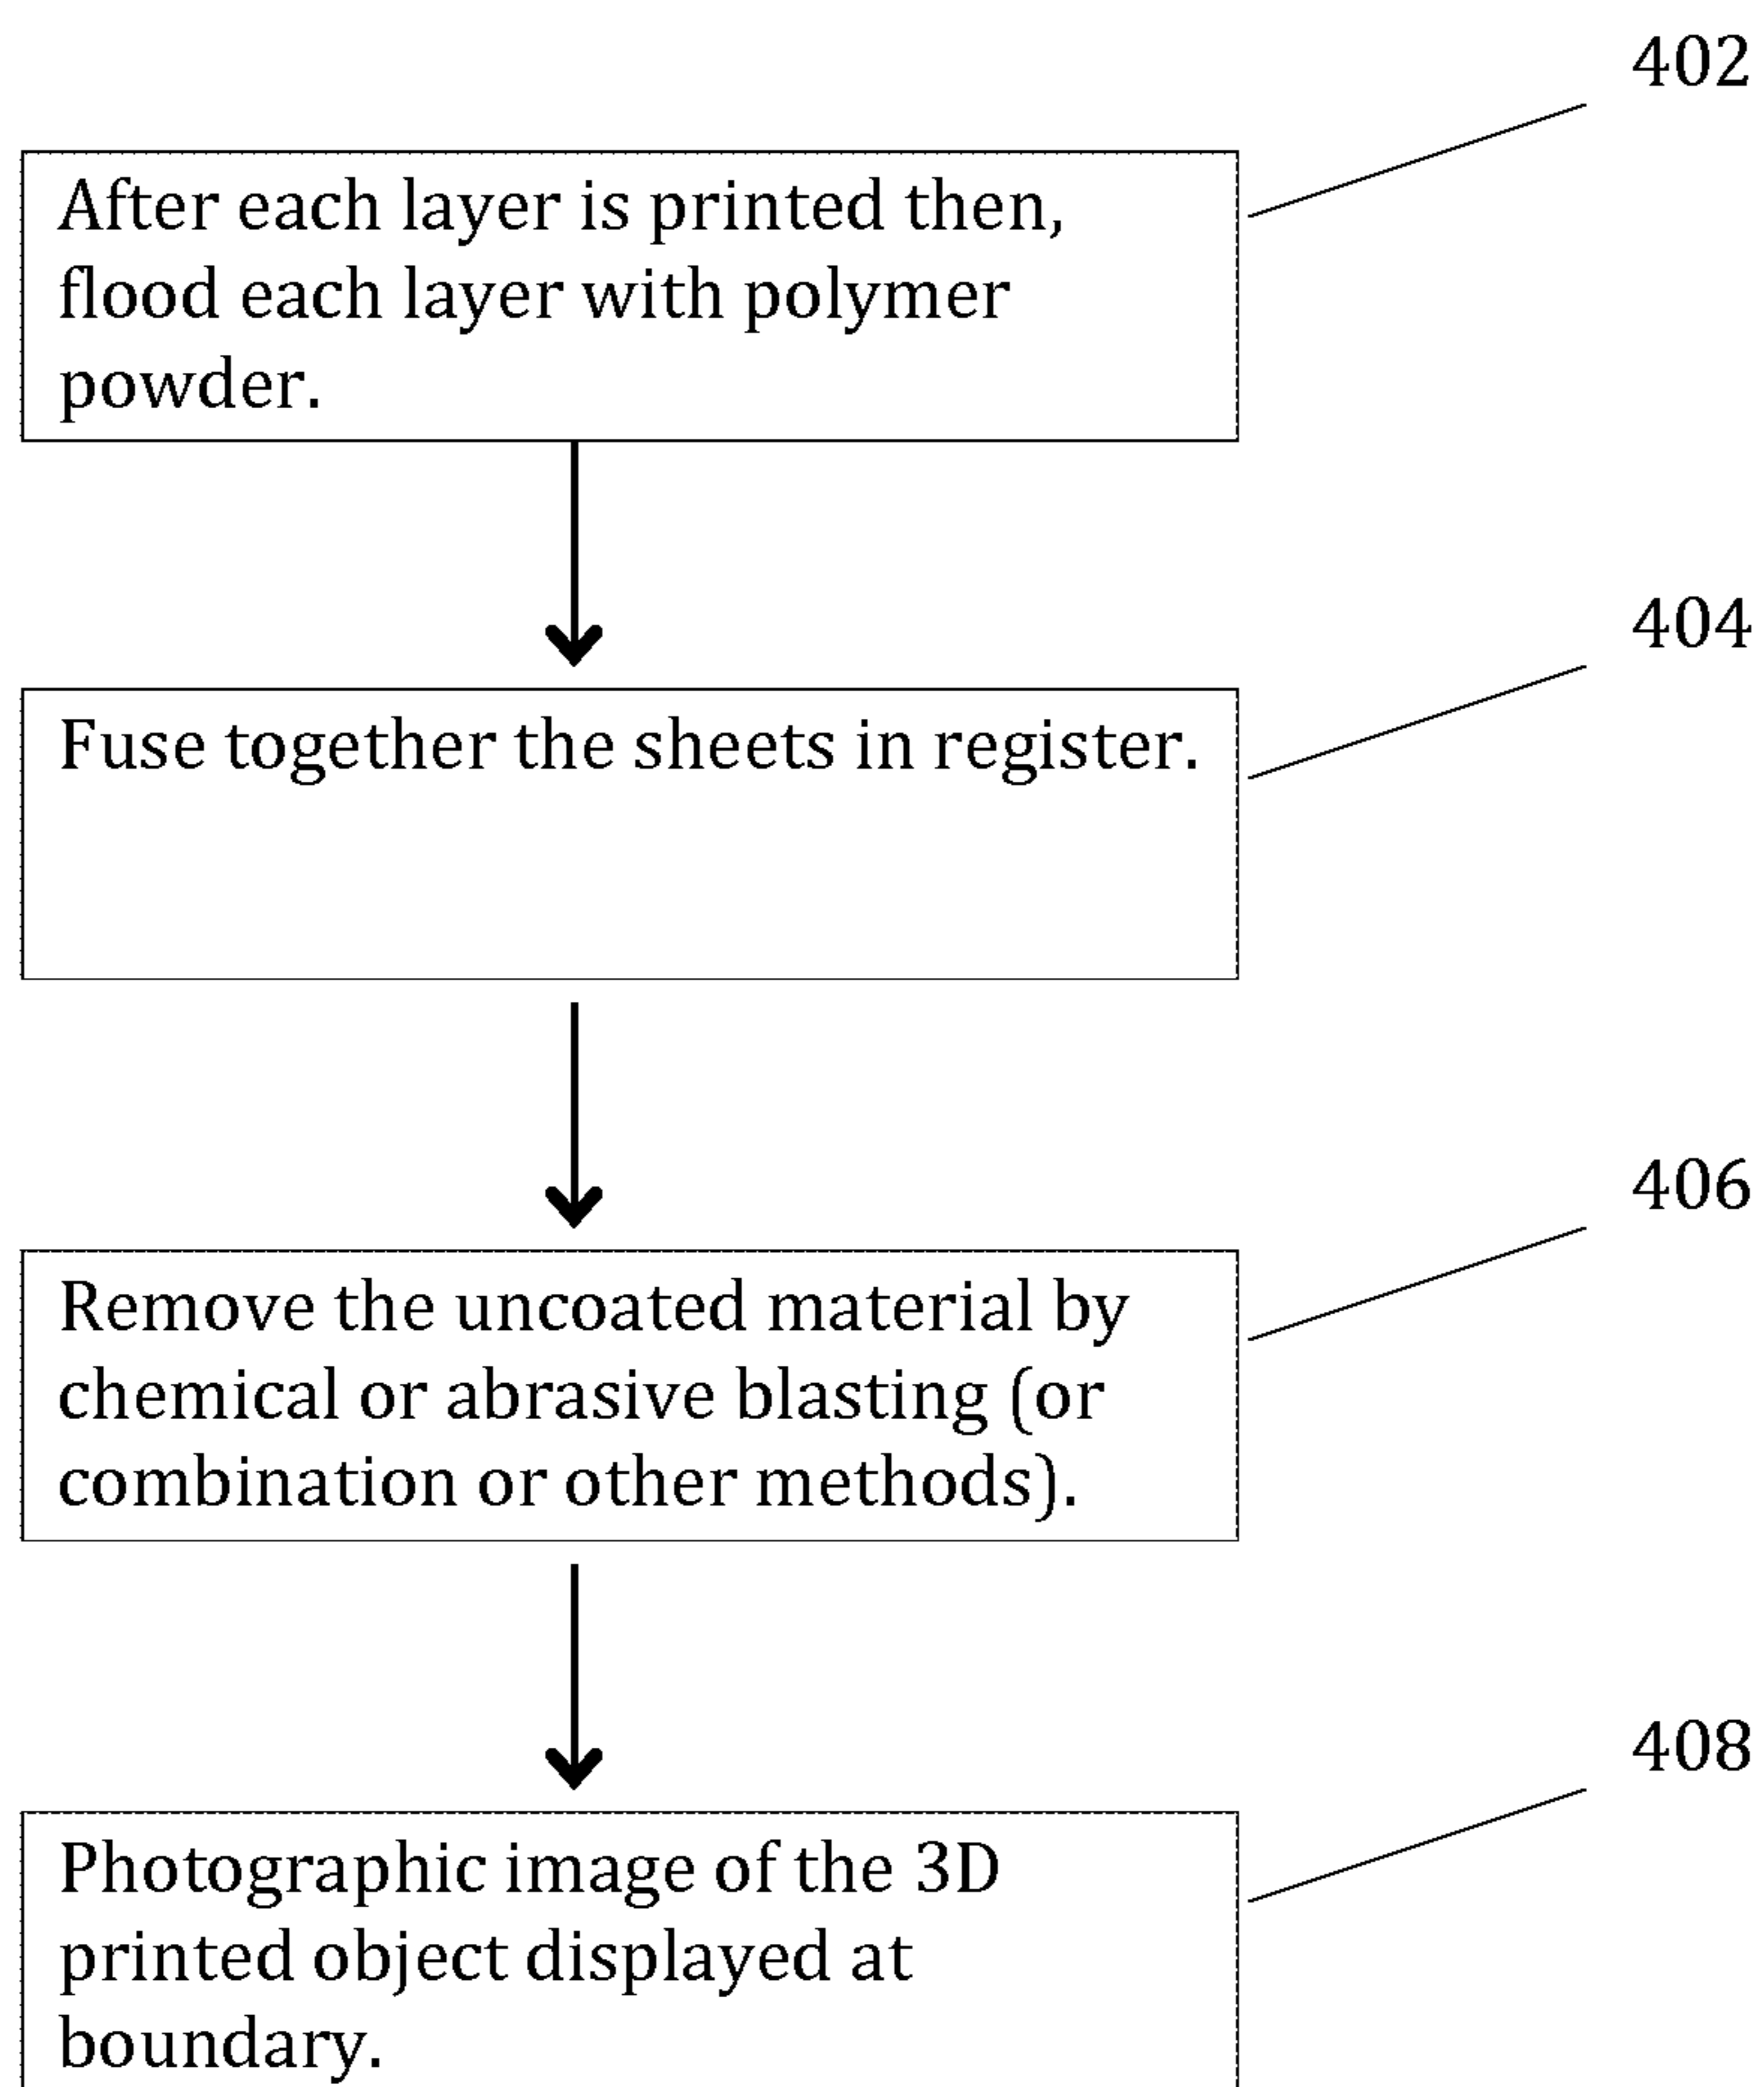 402
After each layer is printed then,
flood each layer with polymer
powder.
404
Fuse together the sheets in register.
406
Remove the uncoated material by
chemical or abrasive blasting (or
combination or other methods).
408
Photographic image of the 3D
printed object displayed at
boundary.